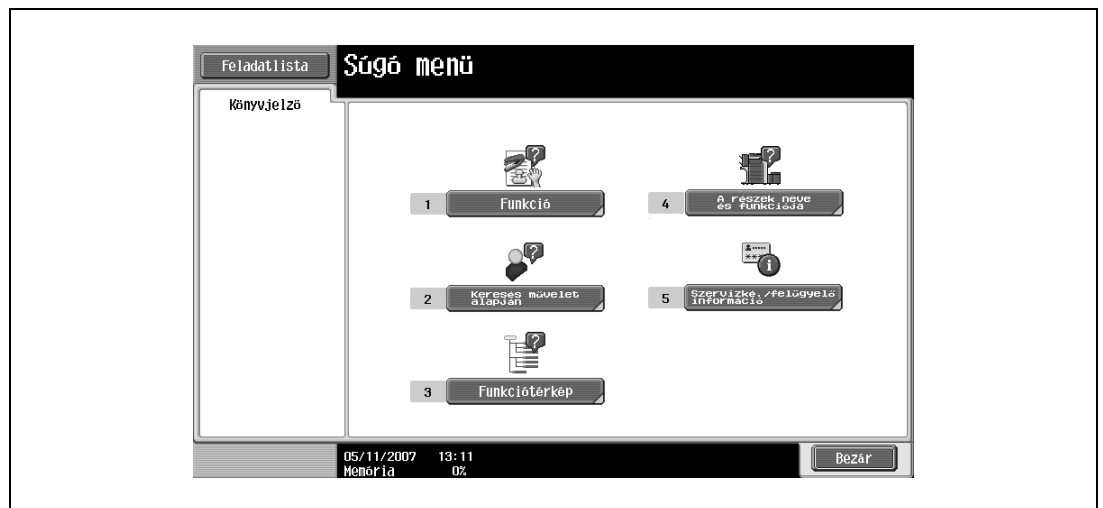 Feladatlista
Súgó menü
Könyvjelző
1 Funkció
4 A részek neve
és funkciója
2 Keresés művelet
alapján
5 Szervizké./felügyelő
információ
3 Funkciótérkép
05/11/2007 13:11
Memória 0%
Bezár